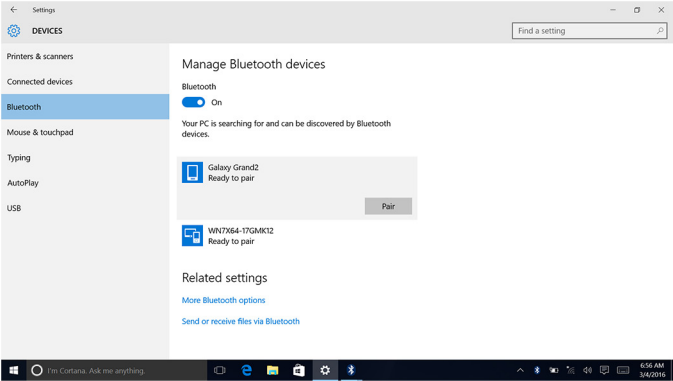 Settings
DEVICES
Find a setting
Printers & scanners
Connected devices
Bluetooth
Mouse & touchpad
Typing
AutoPlay
USB
Manage Bluetooth devices
Bluetooth
On
Your PC is searching for and can be discovered by Bluetooth
devices.
Galaxy Grand2
Ready to pair
Pair
WN7X64-17GMK12
Ready to pair
Related settings
More Bluetooth options
Send or receive files via Bluetooth
I'm Cortana. Ask me anything.
6:56 AM
3/4/2016